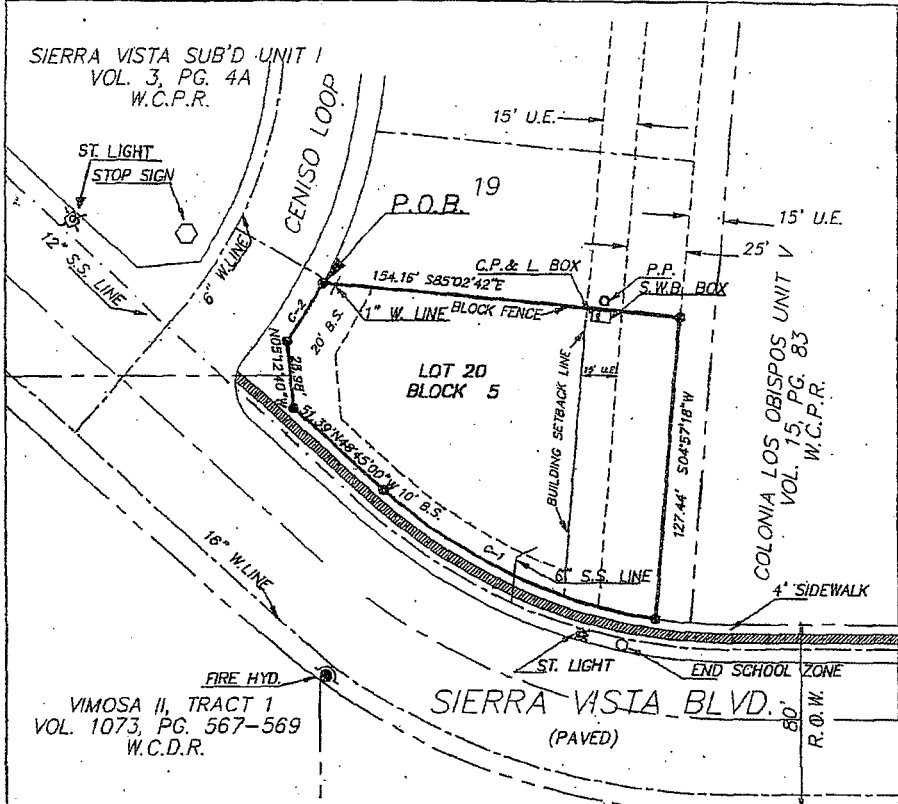 SIERRA VISTA SUB'D UNIT I
VOL. 3, PG. 4A
W.C.P.R.
ST. LIGHT
STOP SIGN
12" S.S. LINE
6" W.LINE
CENISO LOOP
P.O.B.
19
15' U.E.
15' U.E.
25'
C.P.& L. BOX
P.P.
S.W.B. BOX
154.16' S85°02'42"E
1" W. LINE
BLOCK FENCE
C-2
20' B.S.
N05°12'40"W
28.98'
LOT 20
BLOCK 5
15' U.E.
BUILDING SETBACK LINE
S04°57'18"W
127.44'
COLONIA LOS OBISPOS UNIT V
VOL. 15, PG. 83
W.C.P.R.
51.39' N48°45'00"W
10' B.S.
C-1
6" S.S. LINE
4' SIDEWALK
16" W.LINE
ST. LIGHT
END SCHOOL ZONE
FIRE HYD.
VIMOSA II, TRACT 1
VOL. 1073, PG. 567-569
W.C.D.R.
SIERRA VISTA BLVD.
(PAVED)
80'
R.O.W.